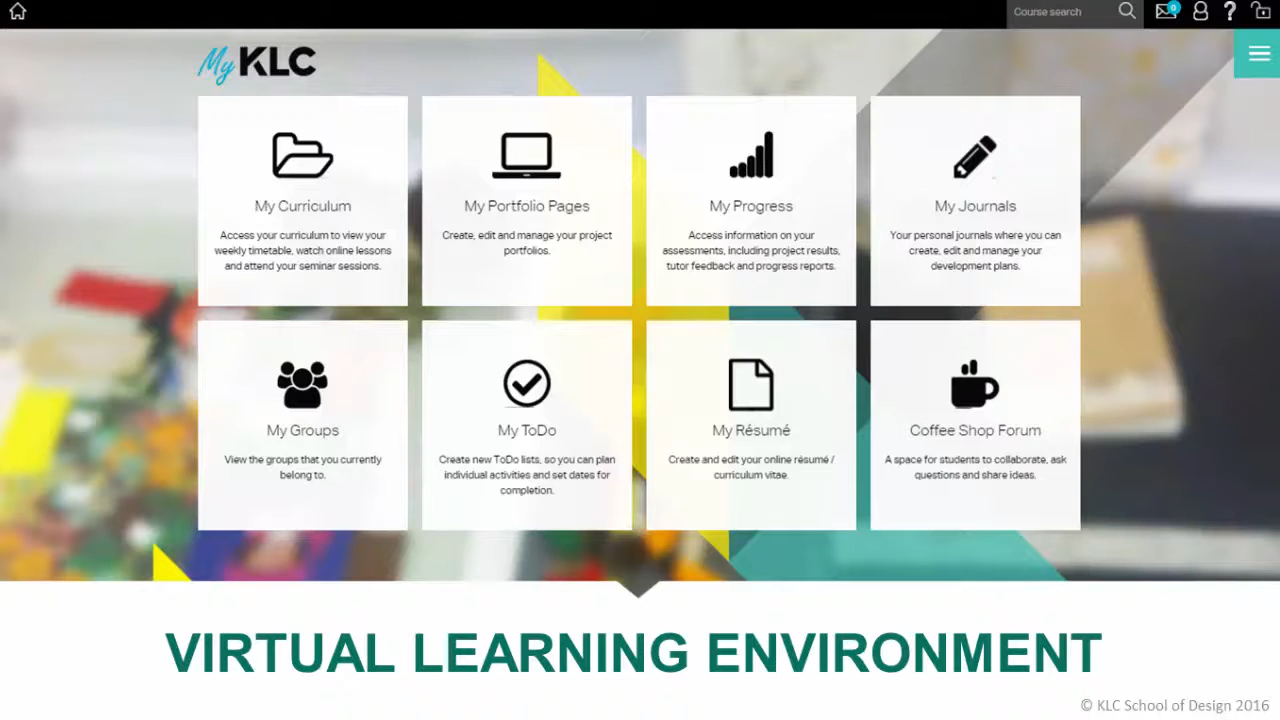 Course search
0
?
My KLC
My Curriculum
Access your curriculum to view your
weekly timetable, watch online lessons
and attend your seminar sessions.
My Portfolio Pages
Create, edit and manage your project
portfolios.
My Progress
Access information on your
assessments, including project results,
tutor feedback and progress reports.
My Journals
Your personal journals where you can
create, edit and manage your
development plans.
My Groups
View the groups that you currently
belong to.
My ToDo
Create new ToDo lists, so you can plan
individual activities and set dates for
completion.
My Résumé
Create and edit your online résumé /
curriculum vitae.
Coffee Shop Forum
A space for students to collaborate, ask
questions and share ideas.
VIRTUAL LEARNING ENVIRONMENT
© KLC School of Design 2016